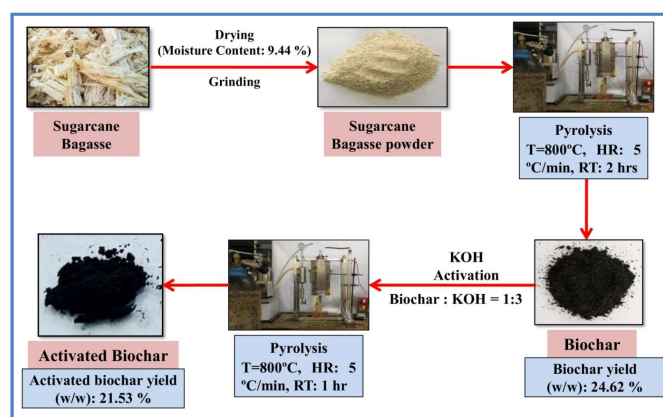 Drying
(Moisture Content: 9.44 %)
Grinding
Sugarcane
Bagasse
Sugarcane
Bagasse powder
Pyrolysis
T=800ºC, HR: 5
ºC/min, RT: 2 hrs
KOH
Activation
Biochar : KOH = 1:3
Biochar
Biochar yield
(w/w): 24.62 %
Pyrolysis
T=800ºC, HR: 5
ºC/min, RT: 1 hr
Activated Biochar
Activated biochar yield
(w/w): 21.53 %